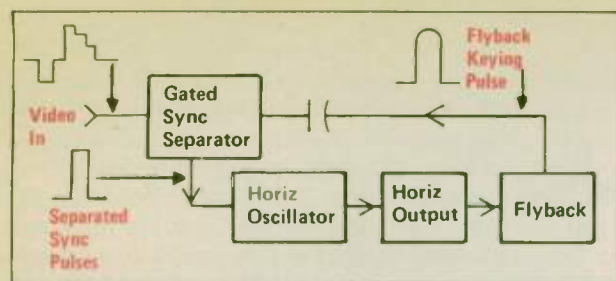 Video
In
Gated
Sync
Separator
Flyback
Keying
Pulse
Separated
Sync
Pulses
Horiz
Oscillator
Horiz
Output
Flyback